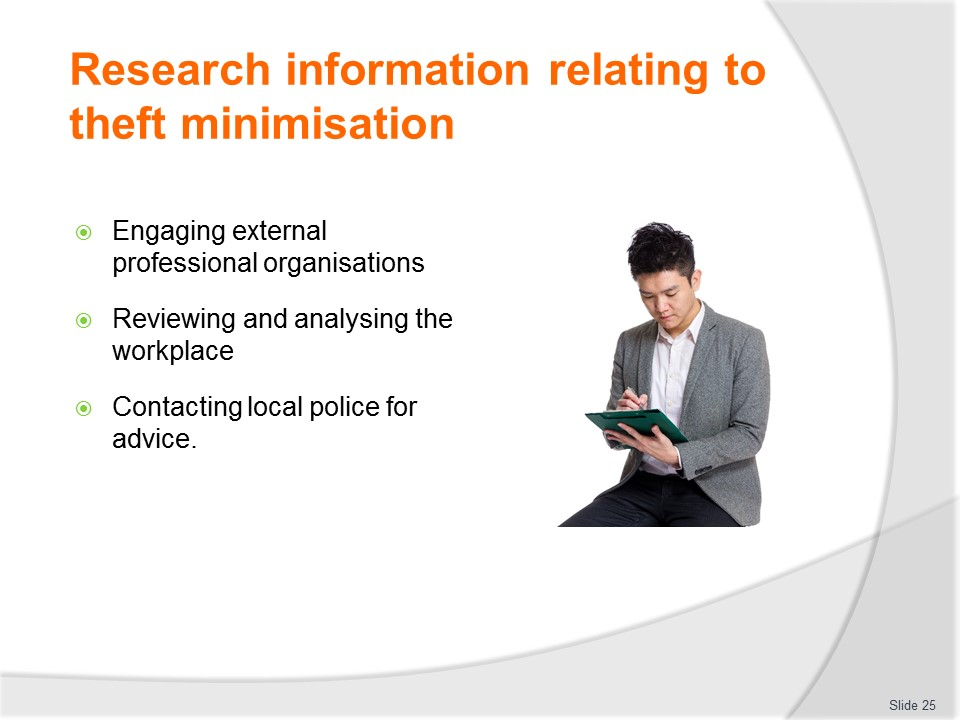 Research information relating to
theft minimisation
Engaging external
professional organisations
Reviewing and analysing the
workplace
Contacting local police for
advice.
Slide 25